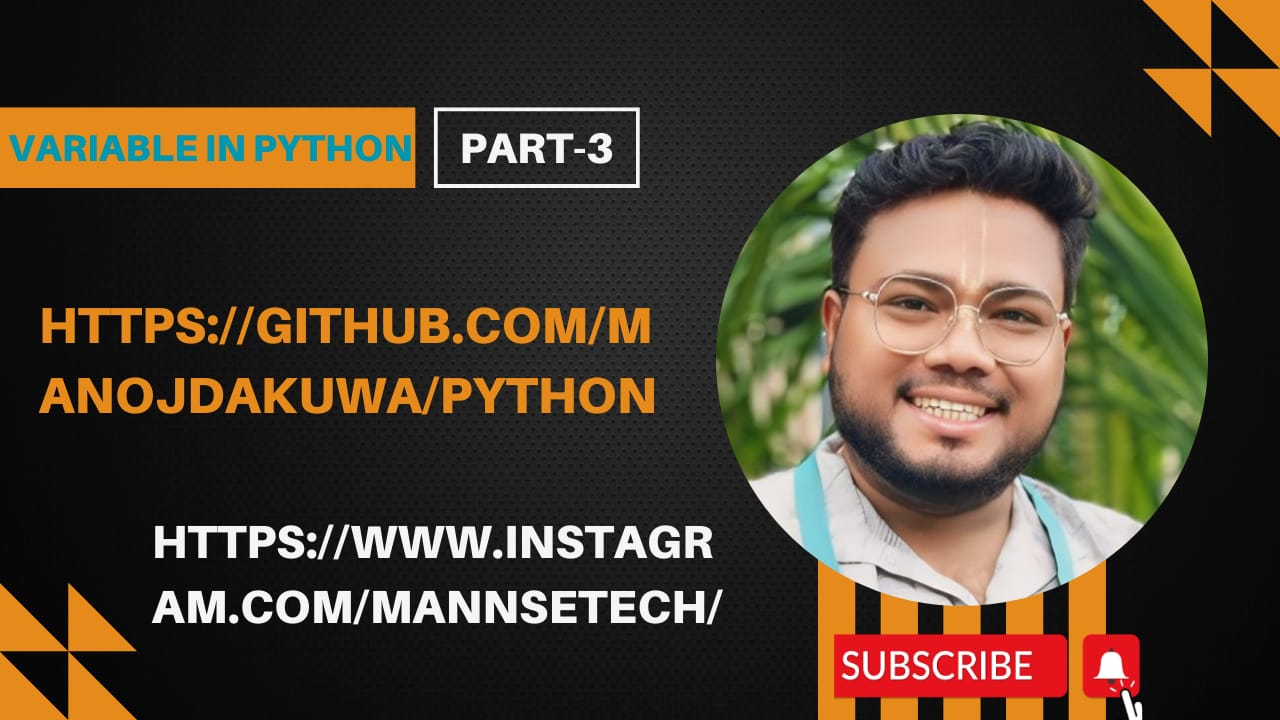 VARIABLE IN PYTHON
PART-3
HTTPS://GITHUB.COM/M
ANOJDAKUWA/PYTHON
HTTPS://WWW.INSTAGR
AM.COM/MANNSETECH/
SUBSCRIBE